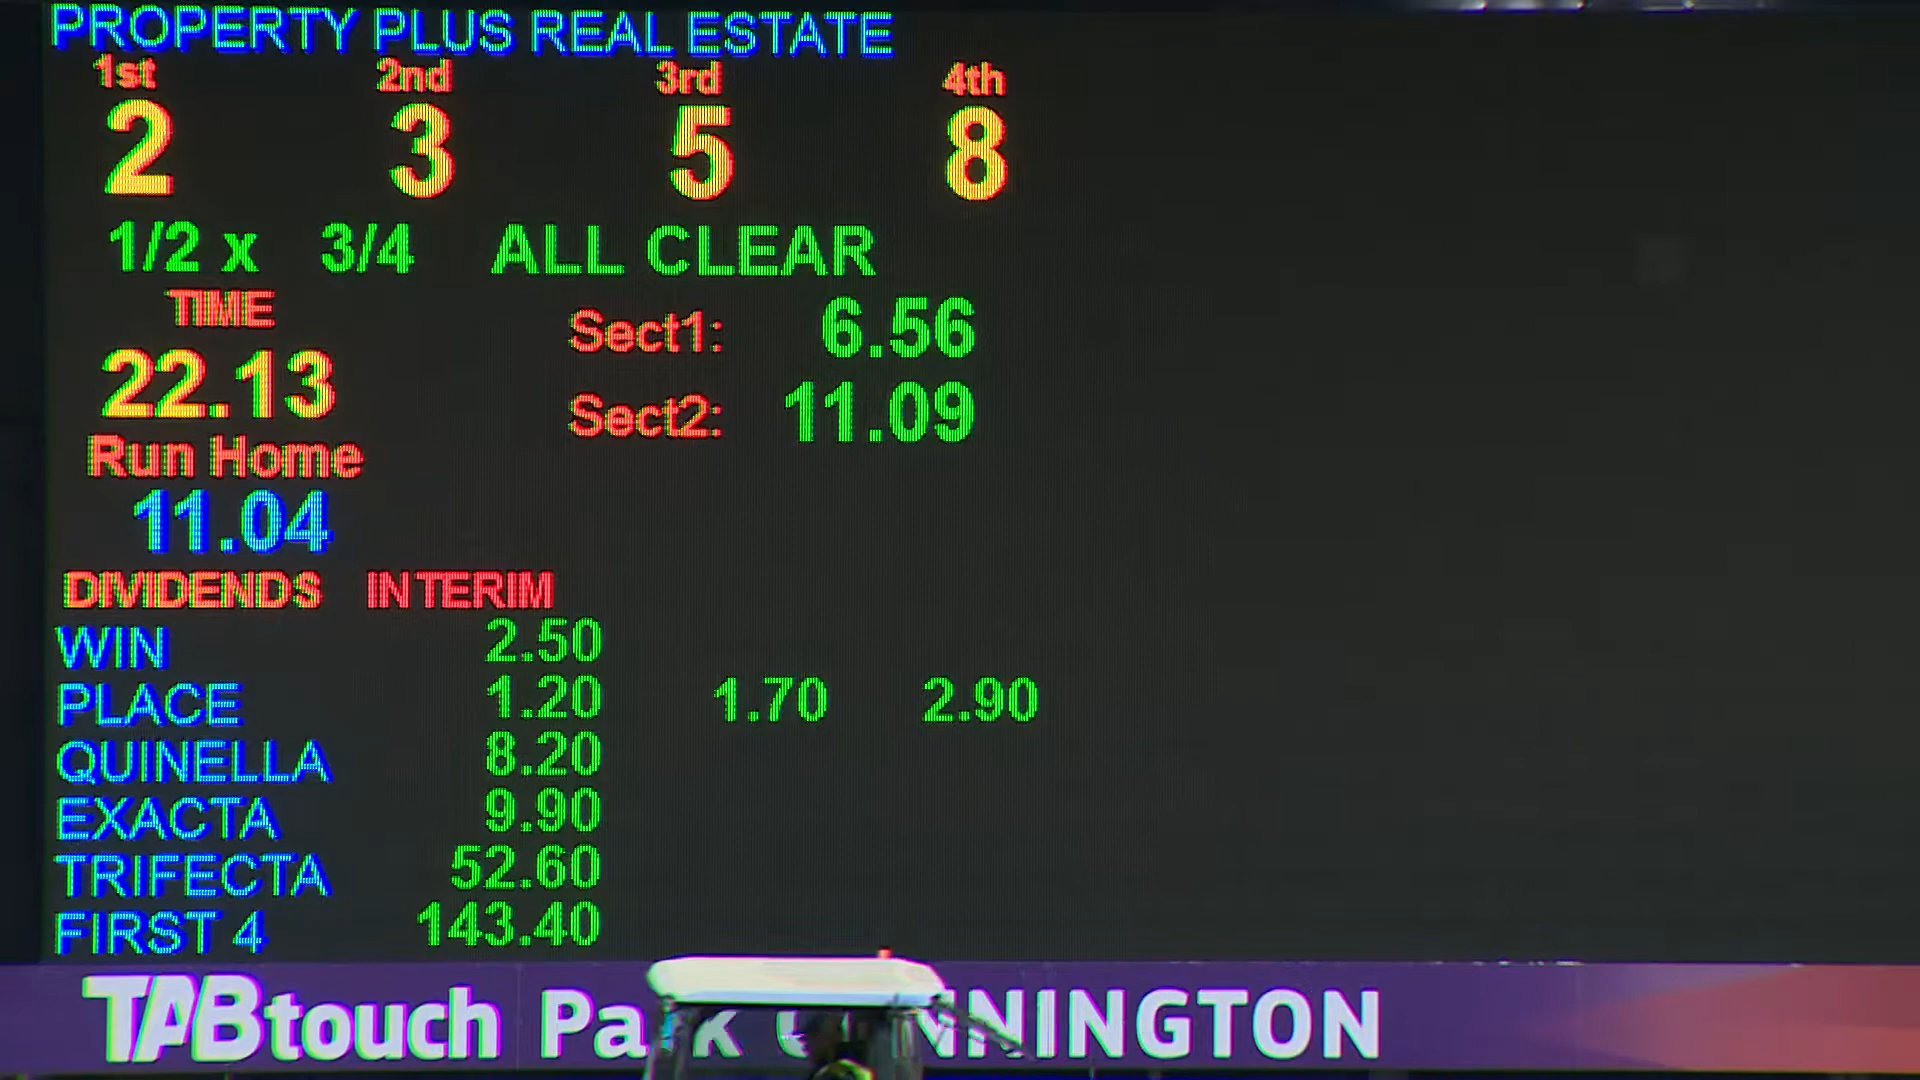 PROPERTY PLUS REAL ESTATE
1st 2nd 3rd 4th
2 3 5 8
1/2 x 3/4 ALL CLEAR
TIME
Sect1: 6.56
22.13
Sect2: 11.09
Run Home
11.04
DIVIDENDS INTERIM
WIN 2.50
PLACE 1.20 1.70 2.90
QUINELLA 8.20
EXACTA 9.90
TRIFECTA 52.60
FIRST 4 143.40
TABtouch